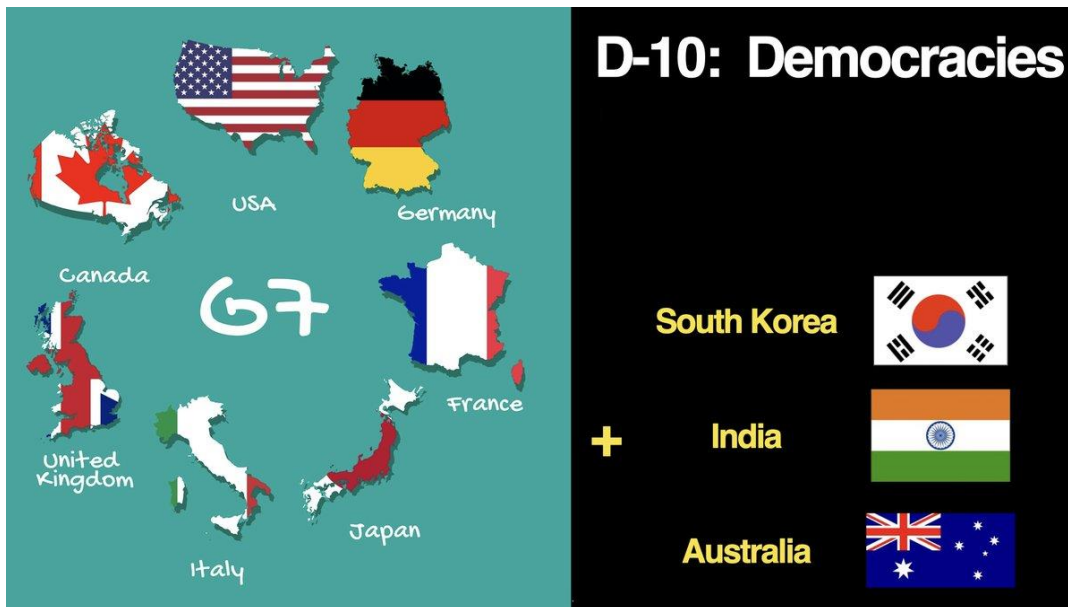 USA
Germany
Canada
G7
France
United
Kingdom
Japan
Italy
D-10: Democracies
South Korea
+ India
Australia